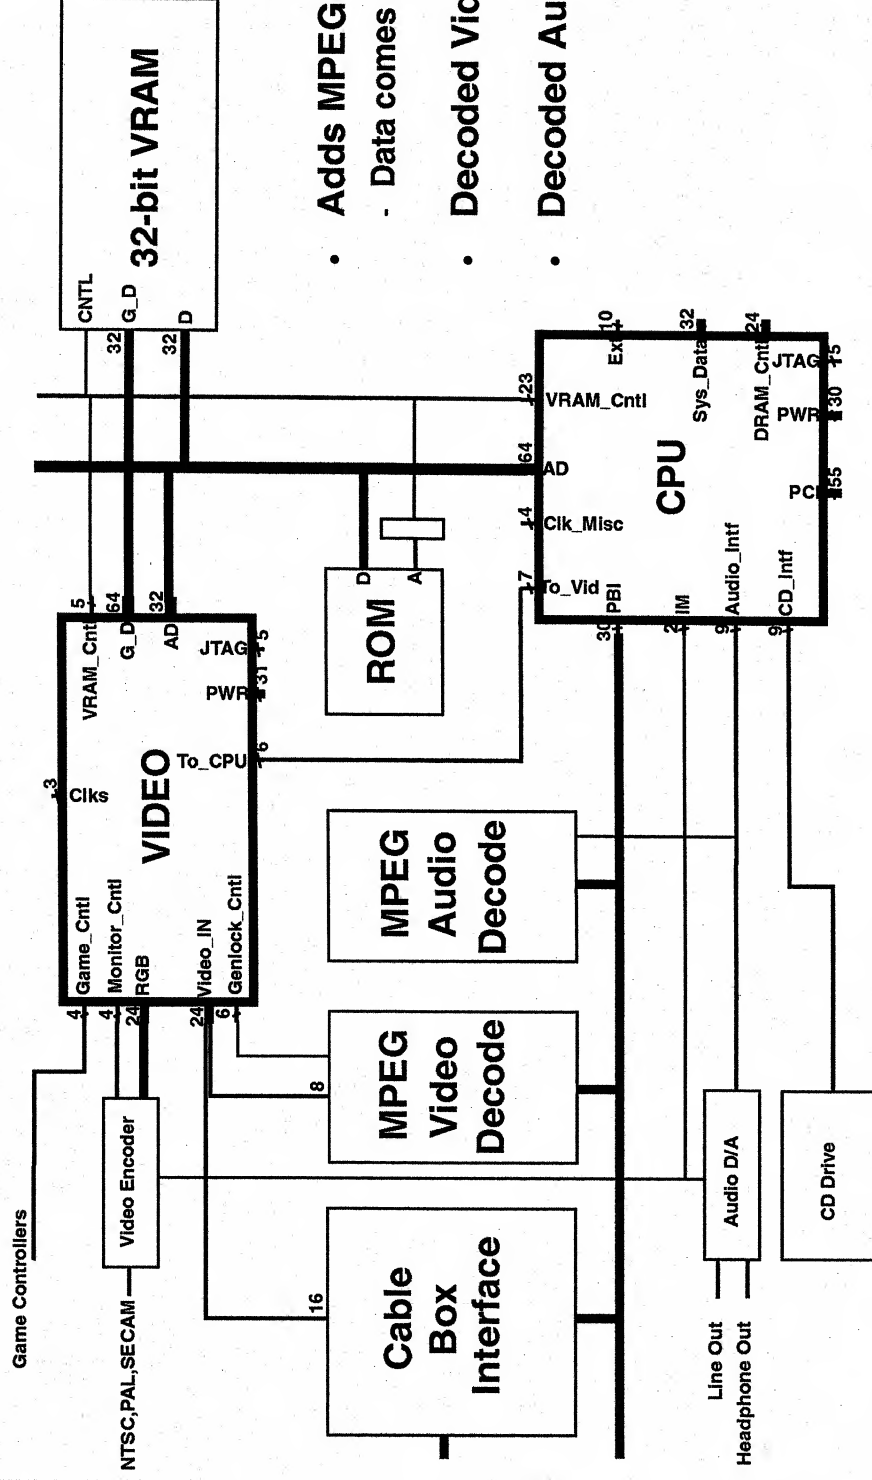 Game Controllers
NTSC,PAL,SECAM
Video Encoder
4
4
24
24
6
Game_Cntl
Monitor_Cntl
RGB
Video_IN
Genlock_Cntl
3
Clks
VIDEO
To_CPU
6
VRAM_Cntl
G_D
AD
JTAG
PWR
5
64
32
5
31
32
32
CNTL
G_D
D
32-bit VRAM
16
Cable
Box
Interface
8
MPEG
Video
Decode
MPEG
Audio
Decode
ROM
D
A
• Adds MPEG
- Data comes
• Decoded
• Decoded
7
4
64
23
To_Vid
Clk_Misc
AD
VRAM_Cntl
30
2
9
9
PBI
IM
Audio_Intf
CD_Intf
CPU
Ext
Sys_Data
DRAM_Cntl
10
32
24
PCI
PWR
JTAG
55
30
5
Line Out
Headphone Out
Audio D/A
CD Drive